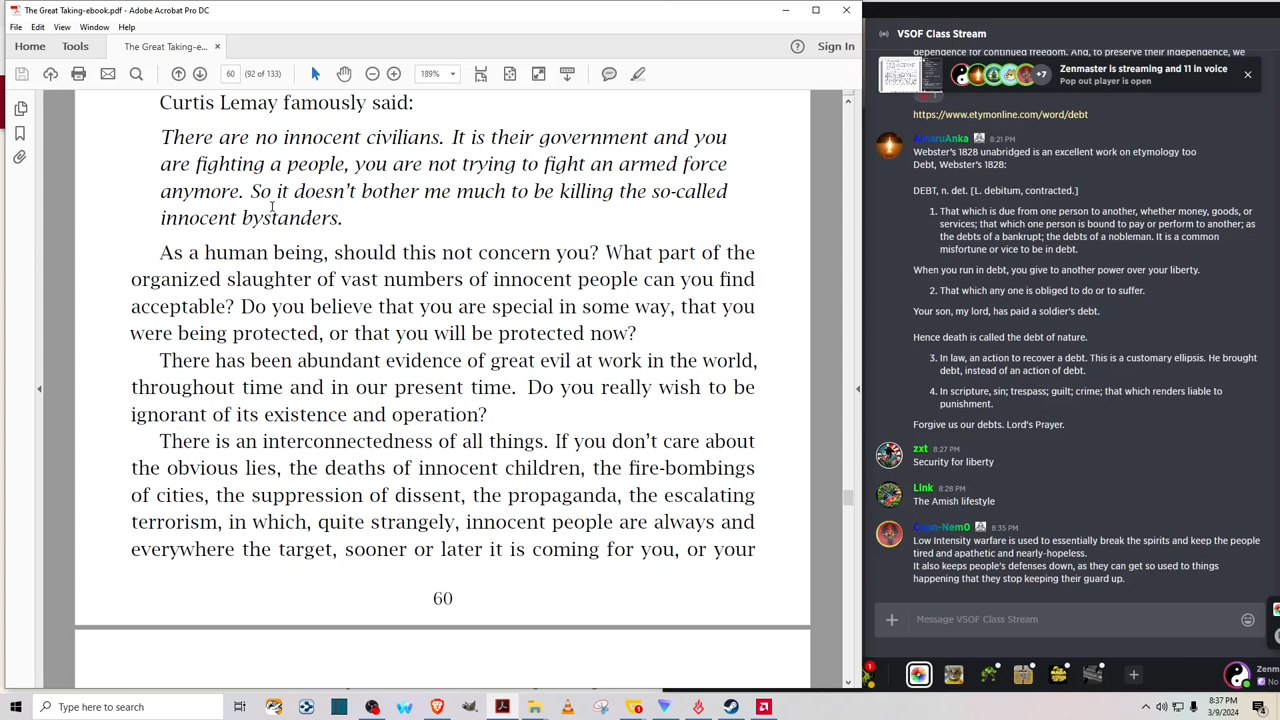 The Great Taking-ebook.pdf - Adobe Acrobat Pro DC
File Edit View Window Help
Home Tools The Great Taking-e... × Sign In
60 (92 of 133) 189%
Curtis Lemay famously said:
There are no innocent civilians. It is their government and you
are fighting a people, you are not trying to fight an armed force
anymore. So it doesn't bother me much to be killing the so-called
innocent bystanders.
As a human being, should this not concern you? What part of the
organized slaughter of vast numbers of innocent people can you find
acceptable? Do you believe that you are special in some way, that you
were being protected, or that you will be protected now?
There has been abundant evidence of great evil at work in the world,
throughout time and in our present time. Do you really wish to be
ignorant of its existence and operation?
There is an interconnectedness of all things. If you don't care about
the obvious lies, the deaths of innocent children, the fire-bombings
of cities, the suppression of dissent, the propaganda, the escalating
terrorism, in which, quite strangely, innocent people are always and
everywhere the target, sooner or later it is coming for you, or your
60
VSOF Class Stream
dependence for continued freedom. And, to preserve their independence, we
Zenmaster is streaming and 11 in voice
Pop out player is open
+7
https://www.etymonline.com/word/debt
8:21 PM
Webster's 1828 unabridged is an excellent work on etymology too
Debt, Webster's 1828:
DEBT, n. det. [L. debitum, contracted.]
1. That which is due from one person to another, whether money, goods, or
services; that which one person is bound to pay or perform to another; as
the debts of a bankrupt; the debts of a nobleman. It is a common
misfortune or vice to be in debt.
When you run in debt, you give to another power over your liberty.
2. That which any one is obliged to do or to suffer.
Your son, my lord, has paid a soldier's debt.
Hence death is called the debt of nature.
3. In law, an action to recover a debt. This is a customary ellipsis. He brought
debt, instead of an action of debt.
4. In scripture, sin; trespass; guilt; crime; that which renders liable to
punishment.
Forgive us our debts. Lord's Prayer.
zxt 8:27 PM
Security for liberty
Link 8:28 PM
The Amish lifestyle
8:35 PM
Low Intensity warfare is used to essentially break the spirits and keep the people
tired and apathetic and nearly-hopeless.
It also keeps people's defenses down, as they can get so used to things
happening that they stop keeping their guard up.
Message VSOF Class Stream
Zenm
No
Type here to search
8:37 PM
3/9/2024